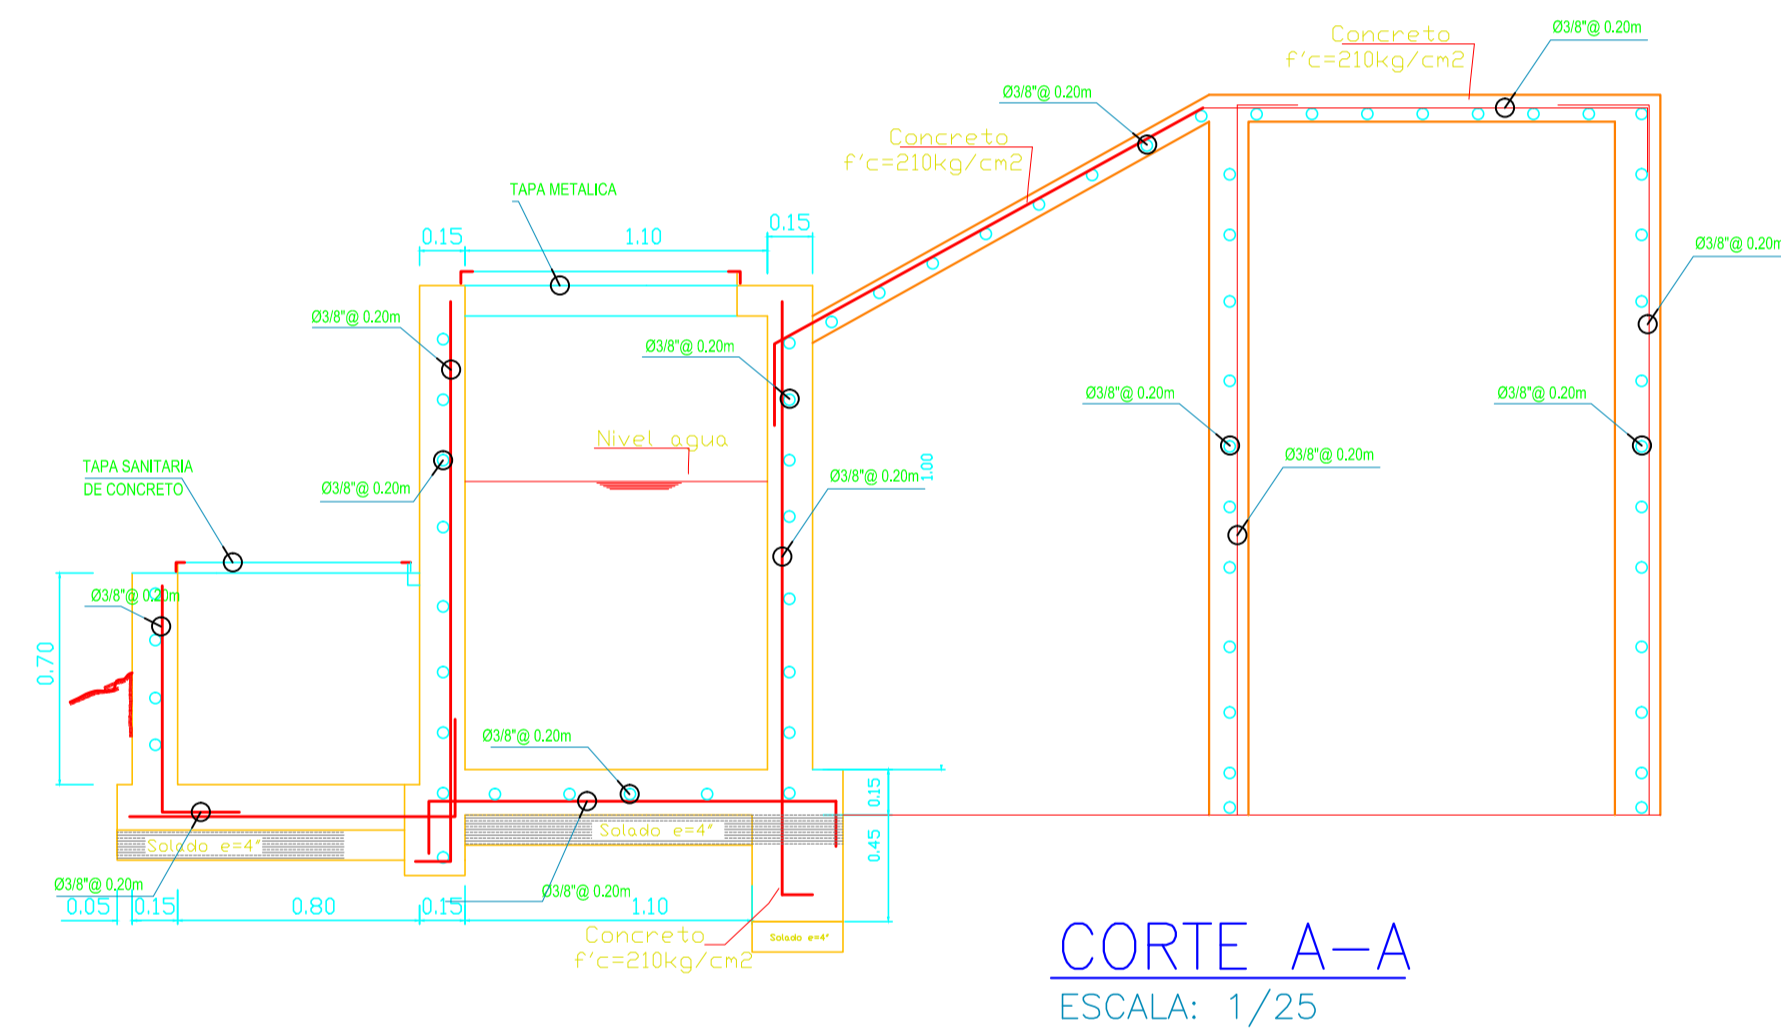 Concreto
f'c=210kg/cm2
Ø3/8"@ 0.20m
Ø3/8"@ 0.20m
Concreto
f'c=210kg/cm2
TAPA METALICA
0.15
1.10
0.15
Ø3/8"@ 0.20m
Ø3/8"@ 0.20m
Ø3/8"@ 0.20m
Ø3/8"@ 0.20m
Ø3/8"@ 0.20m
Nivel agua
Ø3/8"@ 0.20m
TAPA SANITARIA
DE CONCRETO
Ø3/8"@ 0.20m
Ø3/8"@ 0.20m
1.00
Ø3/8"@ 0.20m
Ø3/8"@ 0.20m
0.70
Ø3/8"@ 0.20m
0.15
Solado e=4"
Solado e=4"
0.45
Ø3/8"@ 0.20m
Ø3/8"@ 0.20m
0.05
0.15
0.80
0.15
1.10
Concreto
f'c=210kg/cm2
Solado e=4"
CORTE A-A
ESCALA: 1/25